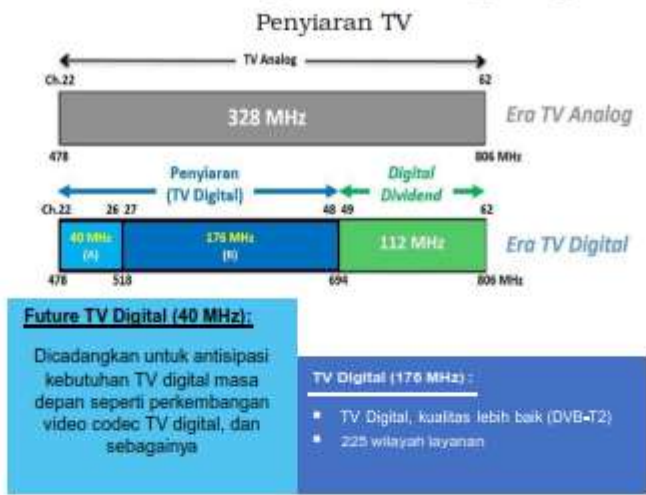 Penyiaran TV
TV Analog
Ch.22 62
328 MHz
Era TV Analog
478 806 MHz
Penyiaran
(TV Digital)
Digital
Dividend
Ch.22 26 27 48 49 62
40 MHz
(A)
176 MHz
(B)
112 MHz
Era TV Digital
478 518 694 806 MHz
Future TV Digital (40 MHz):
Dicadangkan untuk antisipasi
kebutuhan TV digital masa
depan seperti perkembangan
video codec TV digital, dan
sebagainya
TV Digital (176 MHz) :
▪ TV Digital, kualitas lebih baik (DVB-T2)
▪ 225 wilayah layanan